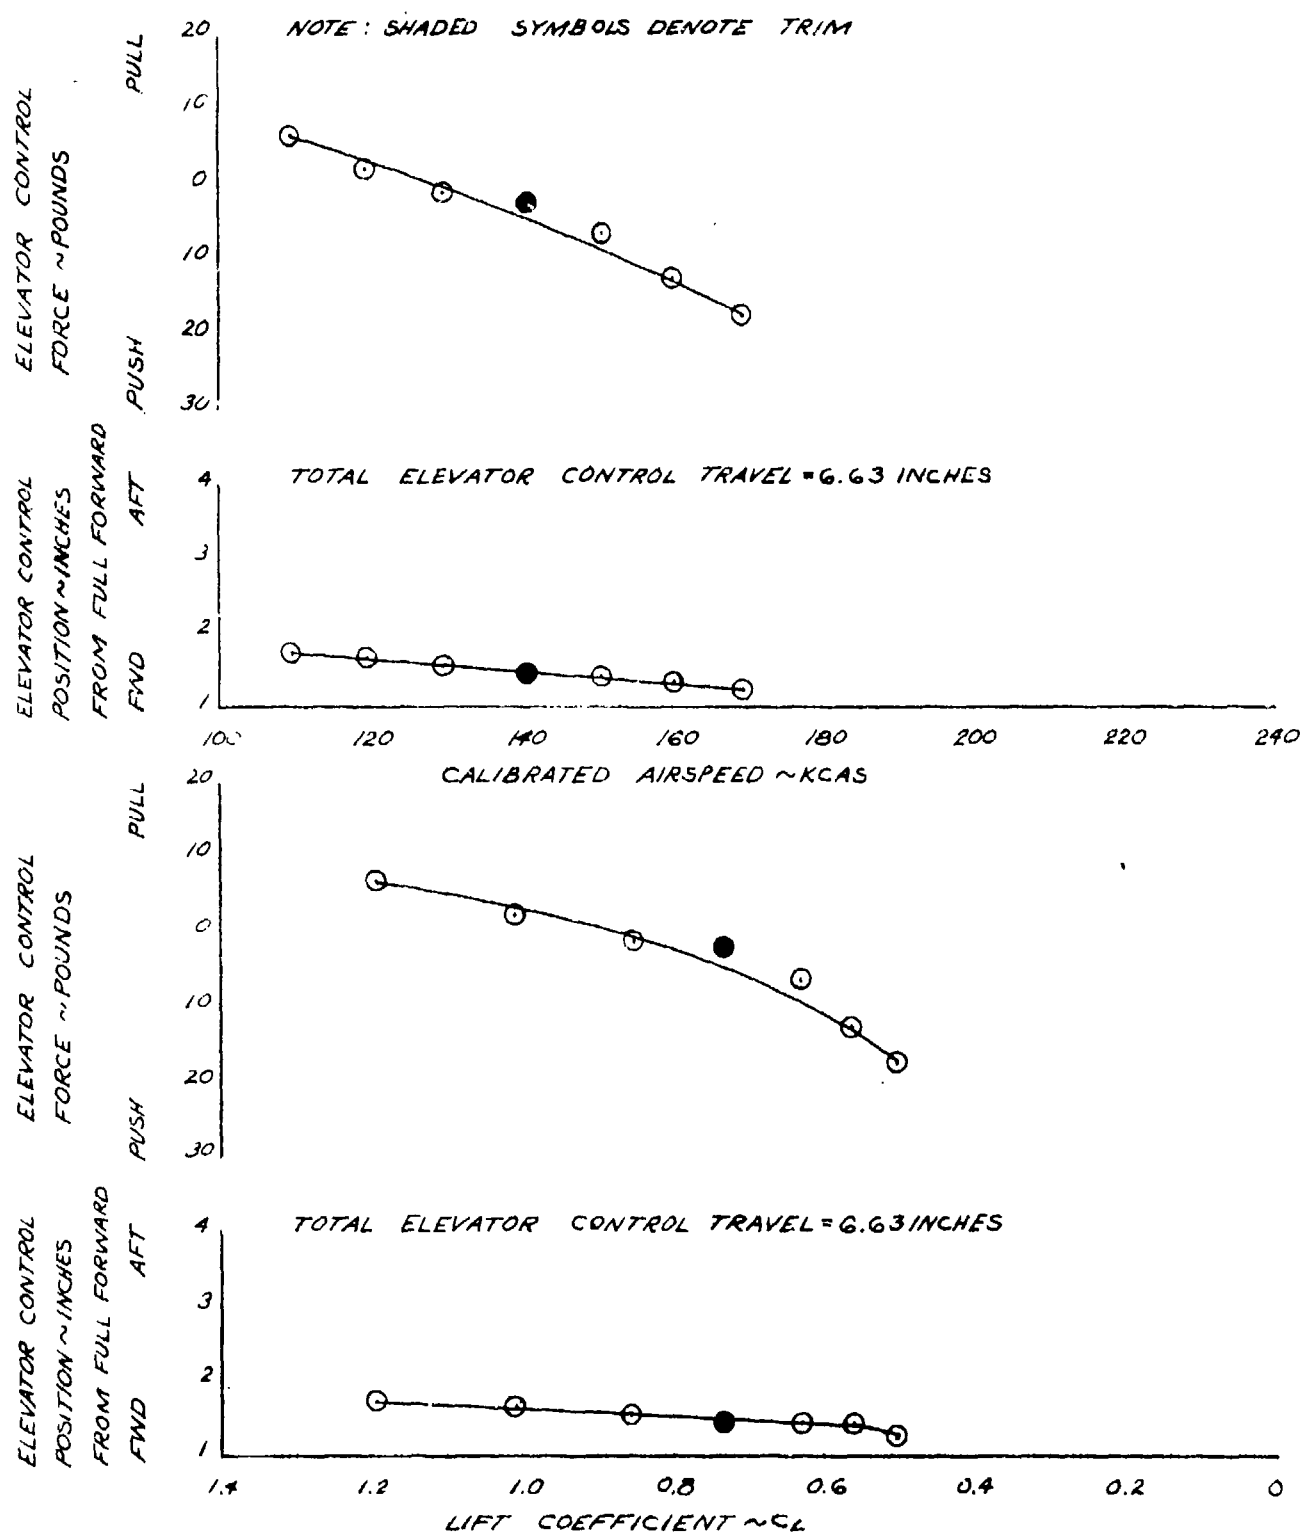 NOTE: SHADED SYMBOLS DENOTE TRIM
ELEVATOR CONTROL
FORCE ~ POUNDS
PULL
PUSH
20
10
0
10
20
30
TOTAL ELEVATOR CONTROL TRAVEL = 6.63 INCHES
ELEVATOR CONTROL
POSITION ~ INCHES
FROM FULL FORWARD
AFT
FWD
4
3
2
1
100 120 140 160 180 200 220 240
CALIBRATED AIRSPEED ~ KCAS
ELEVATOR CONTROL
FORCE ~ POUNDS
PULL
PUSH
20
10
0
10
20
30
TOTAL ELEVATOR CONTROL TRAVEL = 6.63 INCHES
ELEVATOR CONTROL
POSITION ~ INCHES
FROM FULL FORWARD
AFT
FWD
4
3
2
1
1.4 1.2 1.0 0.8 0.6 0.4 0.2 0
LIFT COEFFICIENT ~ CL